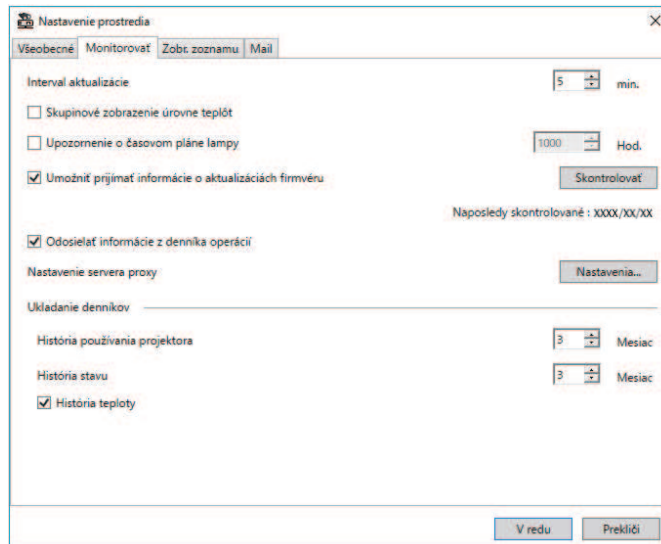 Nastavenie prostredia
Všeobecné Monitorovať Zobr. zoznamu Mail
Interval aktualizácie 5 min.
Skupinové zobrazenie úrovne teplôt
Upozornenie o časovom pláne lampy 1000 Hod.
Umožniť prijímať informácie o aktualizáciách firmvéru Skontrolovať
Naposledy skontrolované : XXXX/XX/XX
Odosielať informácie z denníka operácií
Nastavenie servera proxy Nastavenia...
Ukladanie denníkov
História používania projektora 3 Mesiac
História stavu 3 Mesiac
História teploty
V redu Prekliči